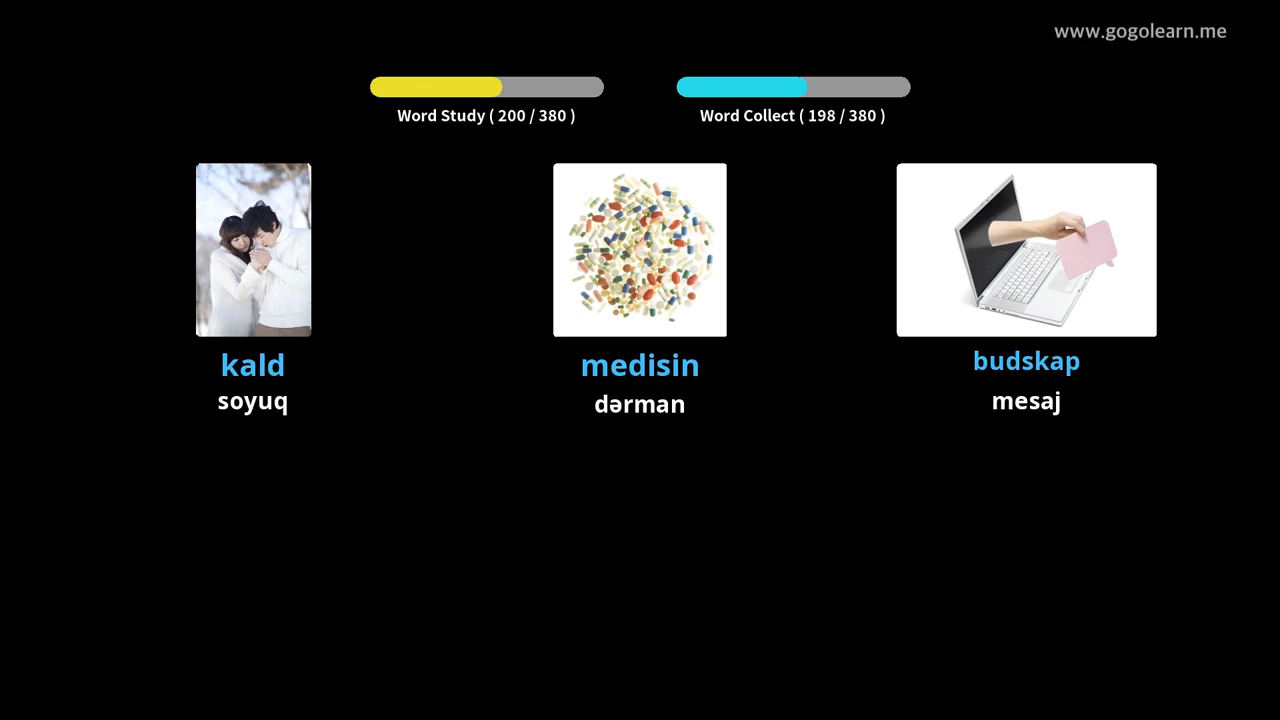 www.gogolearn.me
Word Study ( 200 / 380 )
Word Collect ( 198 / 380 )
kald
soyuq
medisin
dərman
budskap
mesaj